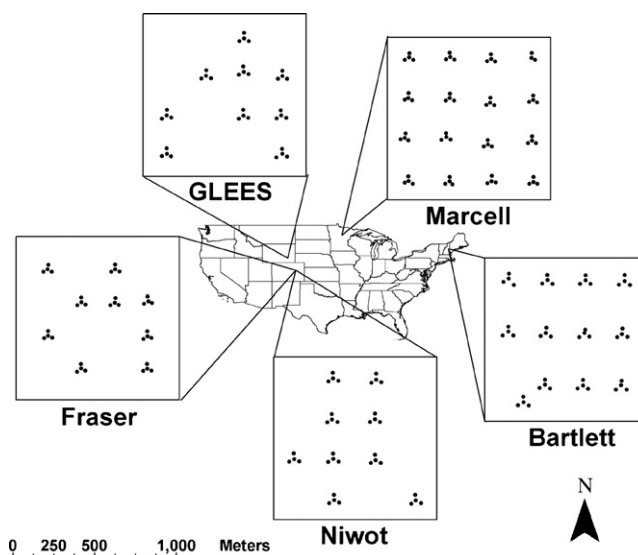 GLEES
Marcell
Fraser
Bartlett
Niwot
N
0 250 500 1,000 Meters